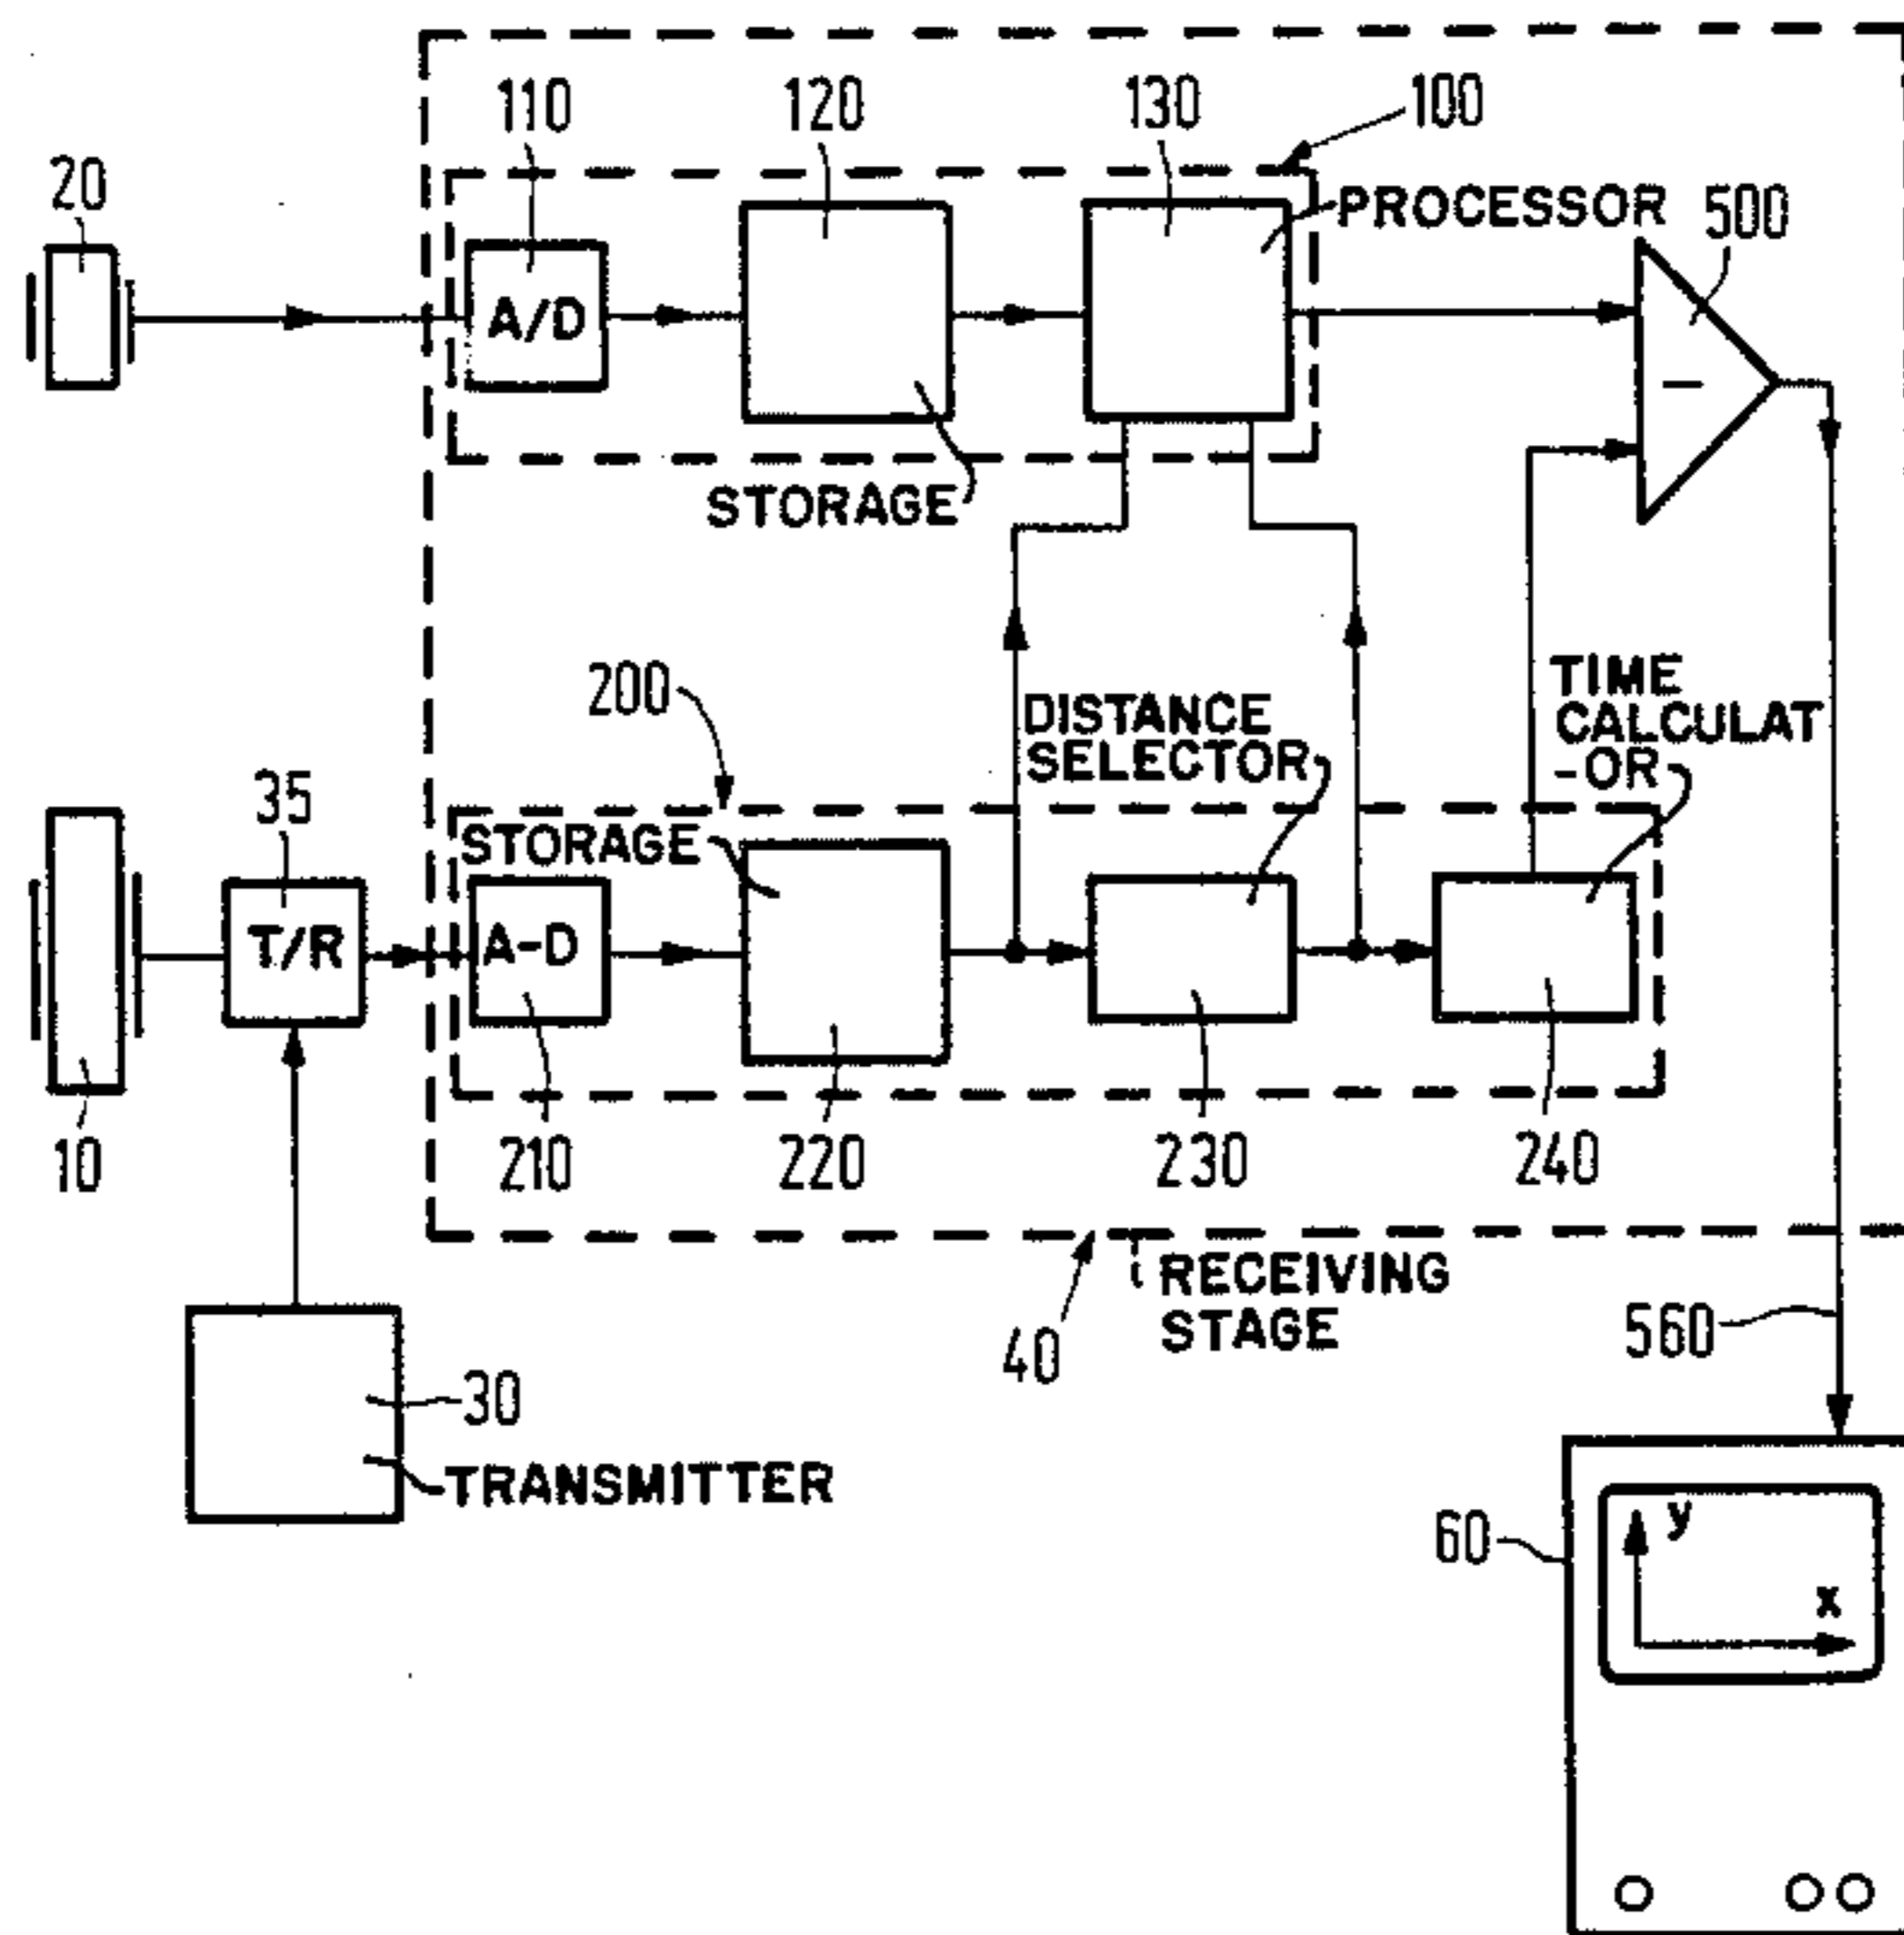 110
120
130
100
20
PROCESSOR
500
A/D
–
STORAGE
200
DISTANCE
SELECTOR
TIME
CALCULAT
-OR
35
STORAGE
T/R
A-D
10
210
220
230
240
RECEIVING
STAGE
40
560
30
TRANSMITTER
60
y
x